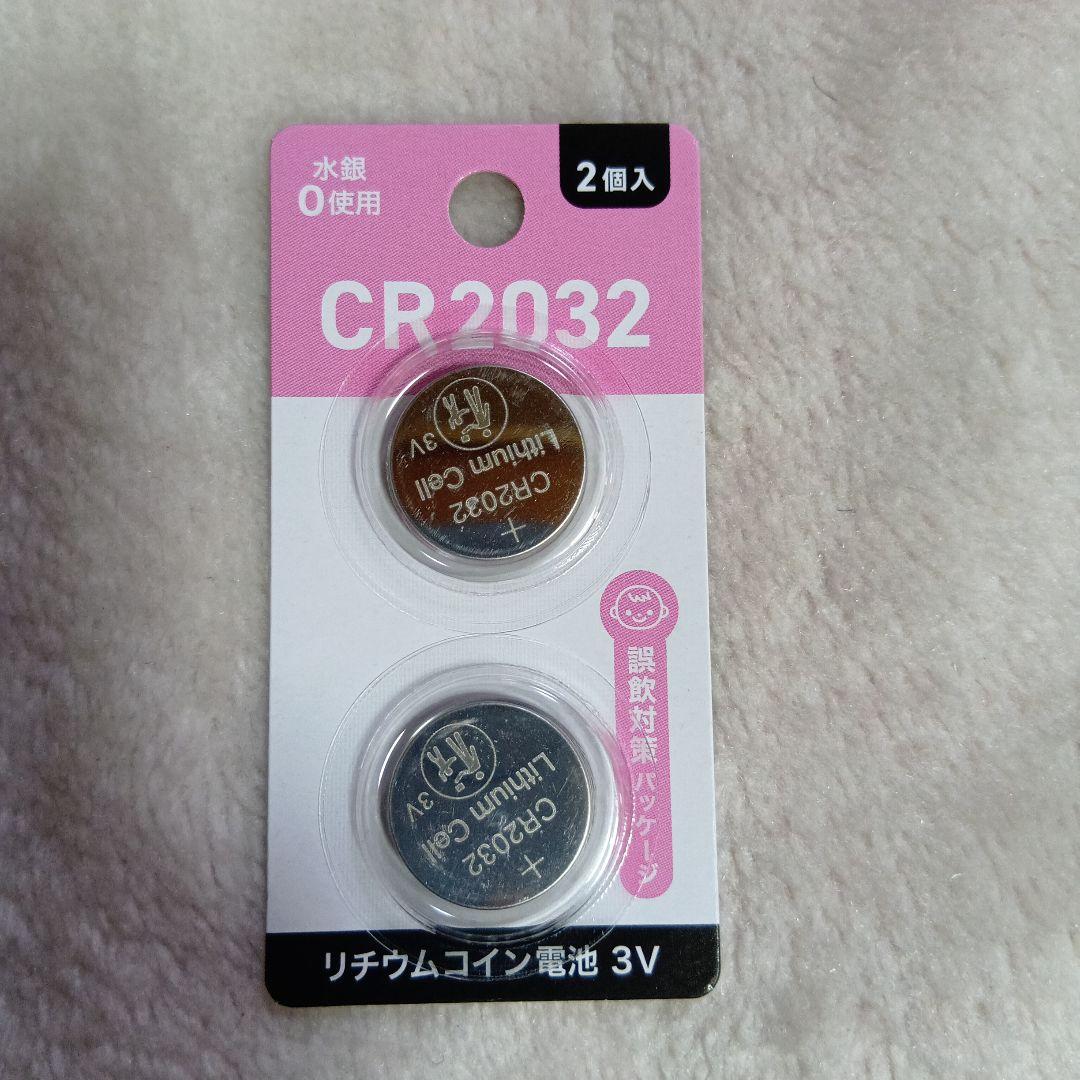 水銀
0使用
2個入
CR2032
3V
Lithium Cell
CR2032
+
誤飲対策パッケージ
3V
Lithium Cell
CR2032
+
リチウムコイン電池 3V